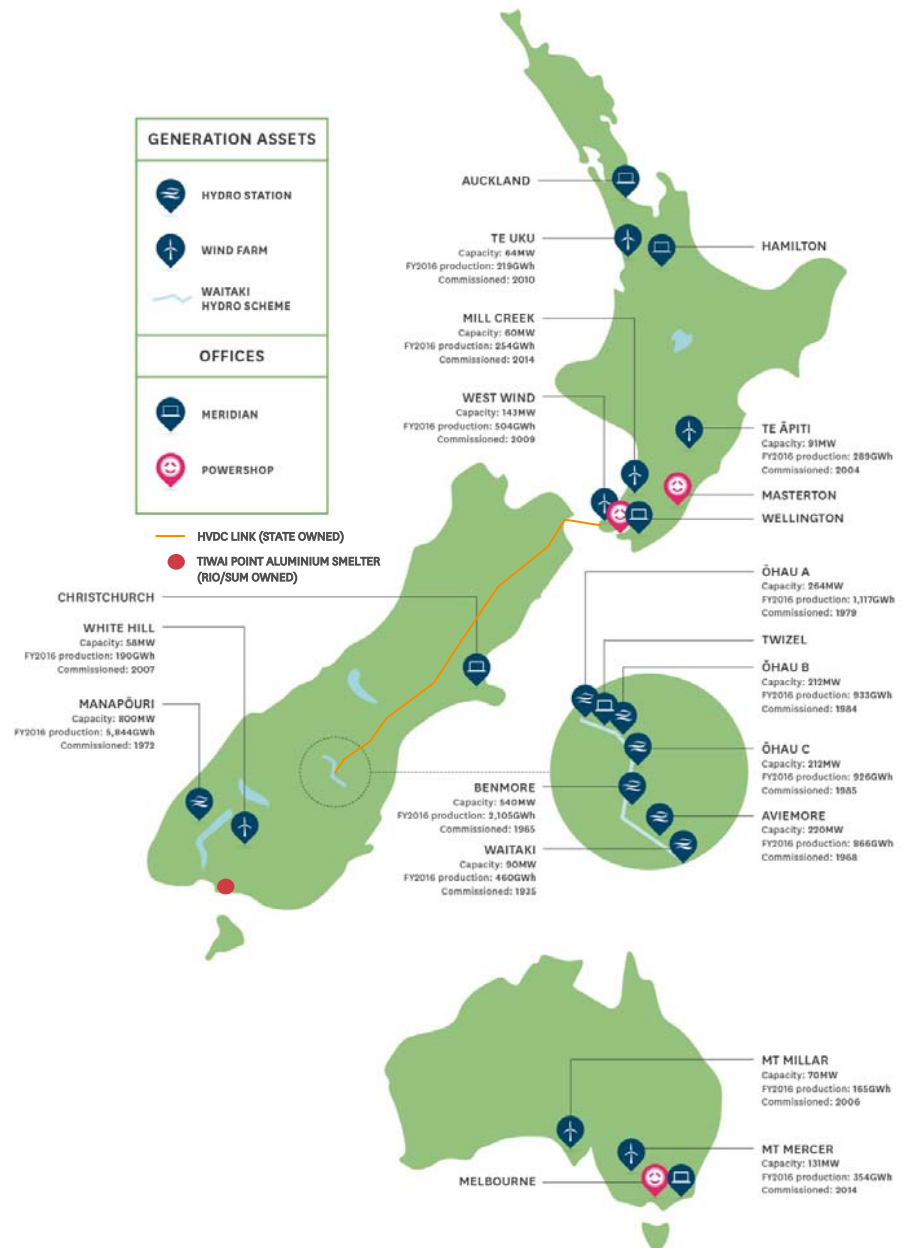 GENERATION ASSETS
HYDRO STATION
WIND FARM
WAITAKI
HYDRO SCHEME
OFFICES
MERIDIAN
POWERSHOP
HVDC LINK (STATE OWNED)
TIWAI POINT ALUMINIUM SMELTER
(RIO/SUM OWNED)
AUCKLAND
TE UKU
Capacity: 64MW
FY2016 production: 219GWh
Commissioned: 2010
HAMILTON
MILL CREEK
Capacity: 60MW
FY2016 production: 254GWh
Commissioned: 2014
WEST WIND
Capacity: 143MW
FY2016 production: 504GWh
Commissioned: 2009
TE ĀPITI
Capacity: 91MW
FY2016 production: 289GWh
Commissioned: 2004
MASTERTON
WELLINGTON
CHRISTCHURCH
WHITE HILL
Capacity: 58MW
FY2016 production: 190GWh
Commissioned: 2007
MANAPŌURI
Capacity: 800MW
FY2016 production: 5,844GWh
Commissioned: 1972
ŌHAU A
Capacity: 264MW
FY2016 production: 1,117GWh
Commissioned: 1979
TWIZEL
ŌHAU B
Capacity: 212MW
FY2016 production: 933GWh
Commissioned: 1984
ŌHAU C
Capacity: 212MW
FY2016 production: 926GWh
Commissioned: 1985
BENMORE
Capacity: 540MW
FY2016 production: 2,105GWh
Commissioned: 1965
AVIEMORE
Capacity: 220MW
FY2016 production: 866GWh
Commissioned: 1968
WAITAKI
Capacity: 90MW
FY2016 production: 460GWh
Commissioned: 1935
MT MILLAR
Capacity: 70MW
FY2016 production: 165GWh
Commissioned: 2006
MT MERCER
Capacity: 131MW
FY2016 production: 354GWh
Commissioned: 2014
MELBOURNE